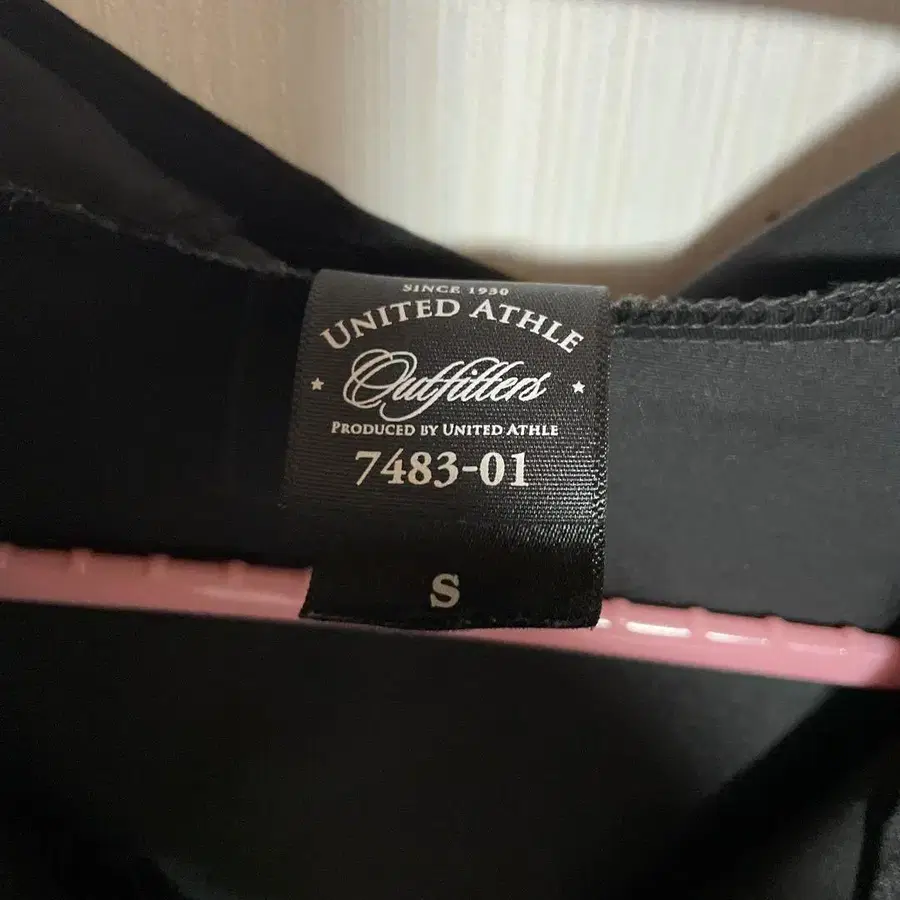 SINCE 1930
UNITED ATHLE
Outfitters
PRODUCED BY UNITED ATHLE
7483-01
S